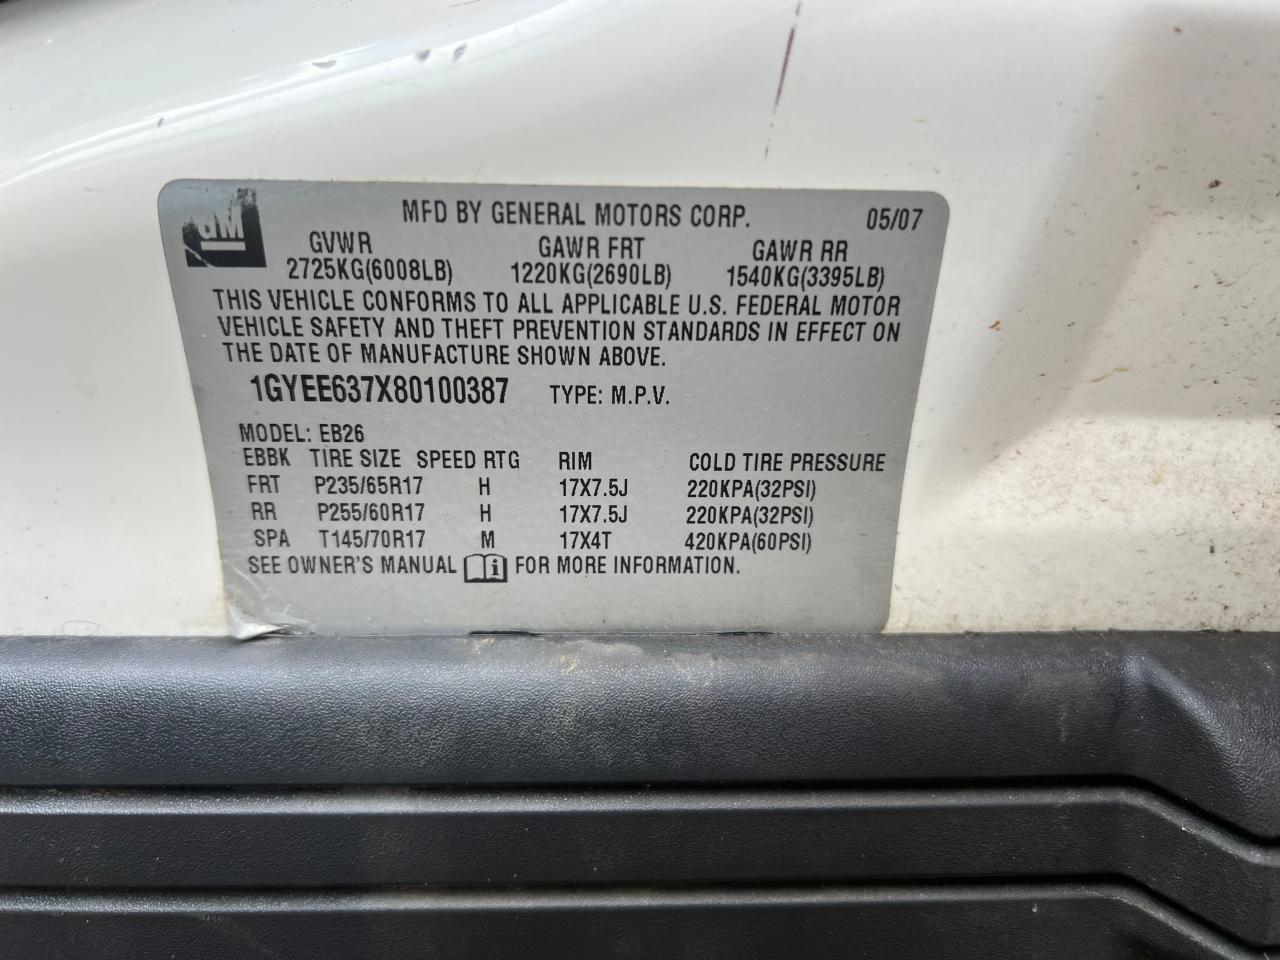 GM
MFD BY GENERAL MOTORS CORP. 05/07
GVWR GAWR FRT GAWR RR
2725KG(6008LB) 1220KG(2690LB) 1540KG(3395LB)
THIS VEHICLE CONFORMS TO ALL APPLICABLE U.S. FEDERAL MOTOR
VEHICLE SAFETY AND THEFT PREVENTION STANDARDS IN EFFECT ON
THE DATE OF MANUFACTURE SHOWN ABOVE.
1GYEE637X80100387 TYPE: M.P.V.
MODEL: EB26
EBBK TIRE SIZE SPEED RTG RIM COLD TIRE PRESSURE
FRT P235/65R17 H 17X7.5J 220KPA(32PSI)
RR P255/60R17 H 17X7.5J 220KPA(32PSI)
SPA T145/70R17 M 17X4T 420KPA(60PSI)
SEE OWNER'S MANUAL i FOR MORE INFORMATION.